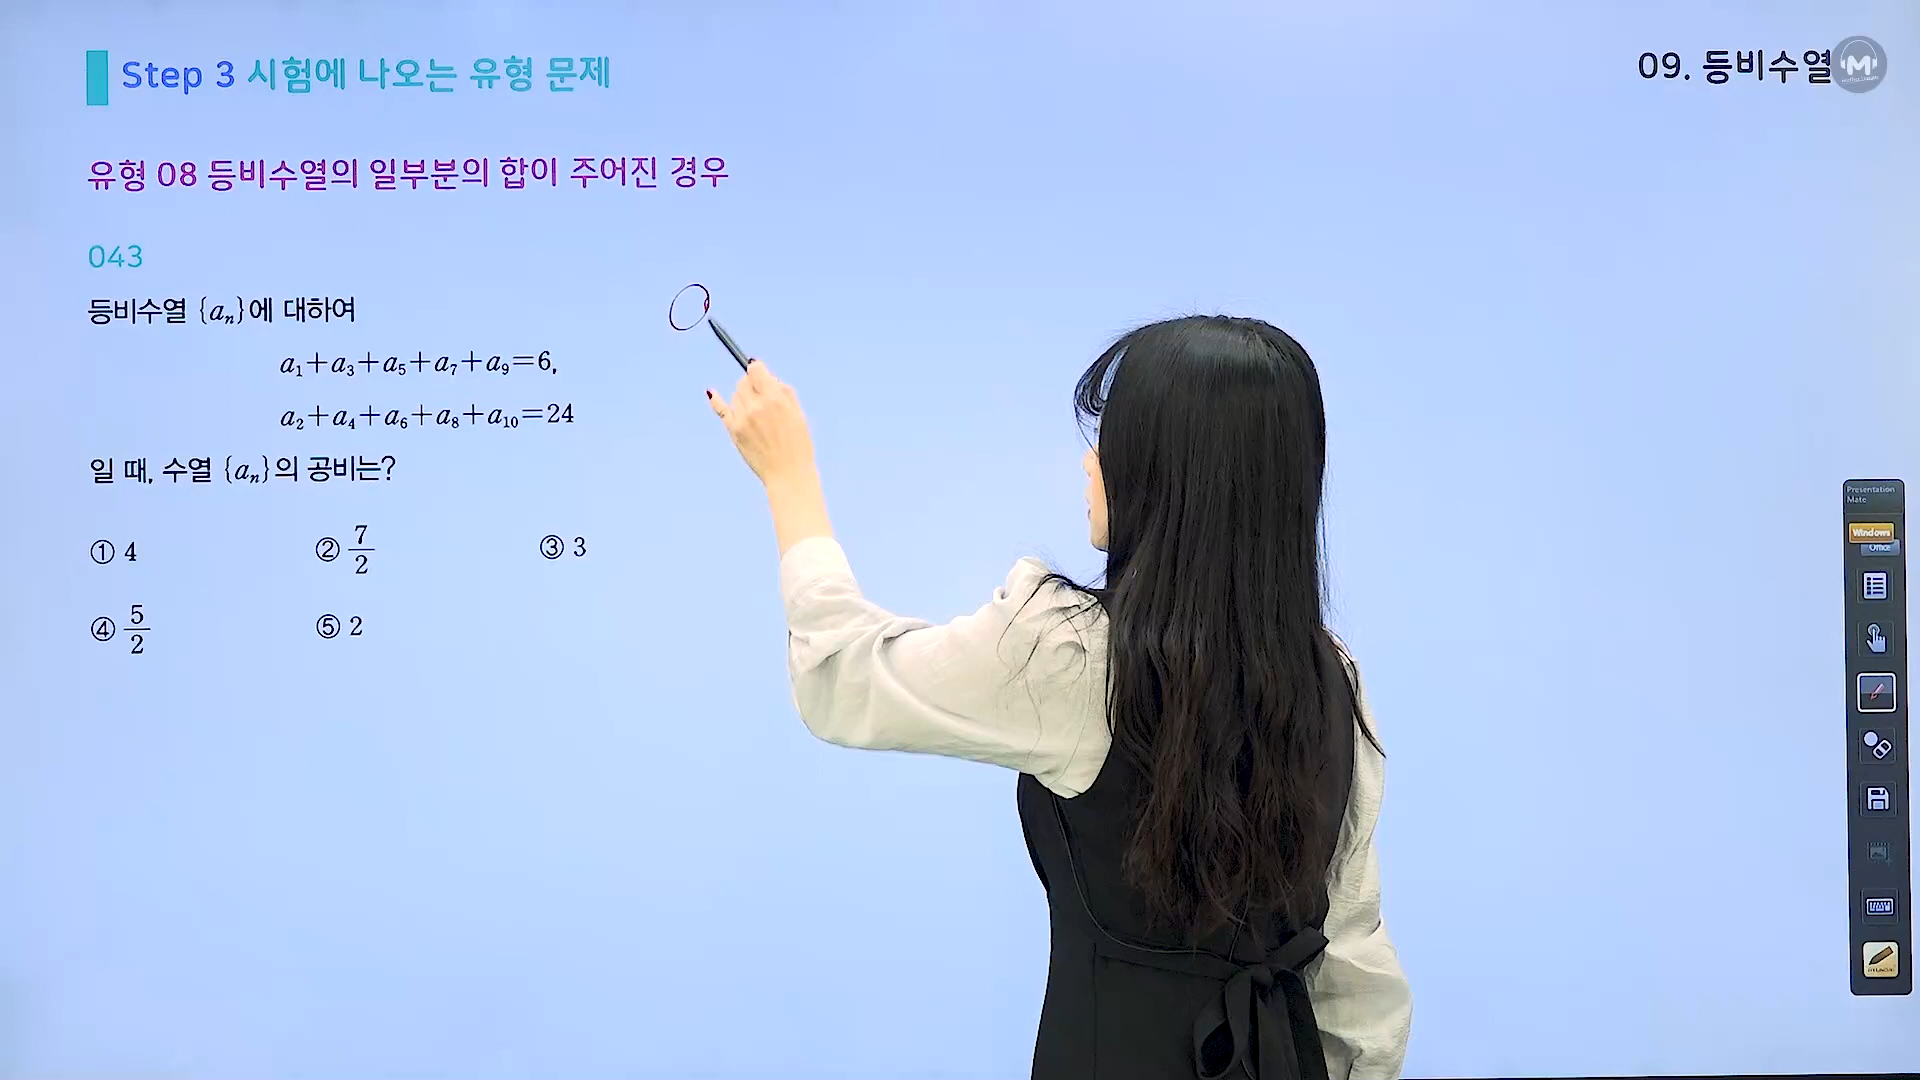 Step 3 시험에 나오는 유형 문제
09. 등비수열
유형 08 등비수열의 일부분의 합이 주어진 경우
043
등비수열 {aₙ}에 대하여
a₁+a₃+a₅+a₇+a₉=6,
a₂+a₄+a₆+a₈+a₁₀=24
일 때, 수열 {aₙ}의 공비는?
① 4 ② 7/2 ③ 3
④ 5/2 ⑤ 2
Presentation
Mate
Windows
Office